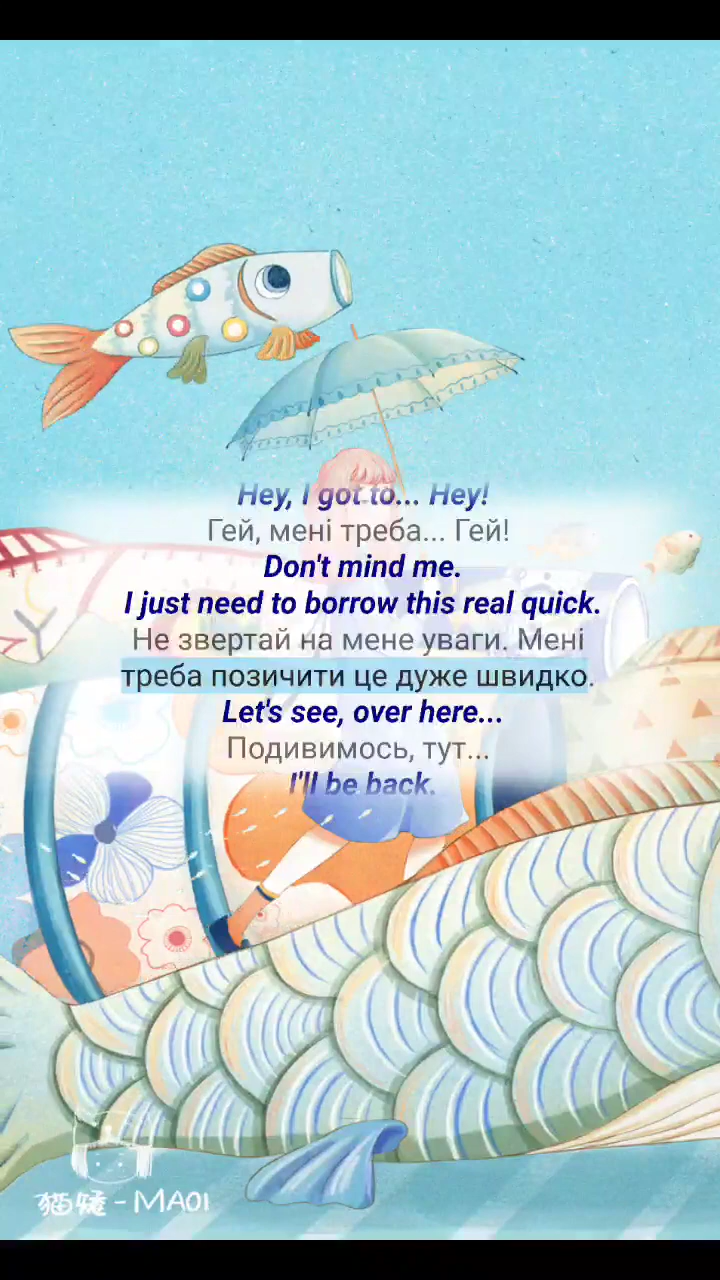 Hey, I got to... Hey!
Гей, мені треба... Гей!
Don't mind me.
I just need to borrow this real quick.
Не звертай на мене уваги. Мені
треба позичити це дуже швидко.
Let's see, over here...
Подивимось, тут...
I'll be back.
猫矮-MAOI